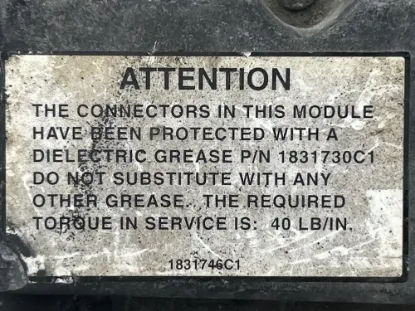 ATTENTION
THE CONNECTORS IN THIS MODULE
HAVE BEEN PROTECTED WITH A
DIELECTRIC GREASE P/N 1831730C1
DO NOT SUBSTITUTE WITH ANY
OTHER GREASE. THE REQUIRED
TORQUE IN SERVICE IS: 40 LB/IN.
1831746C1